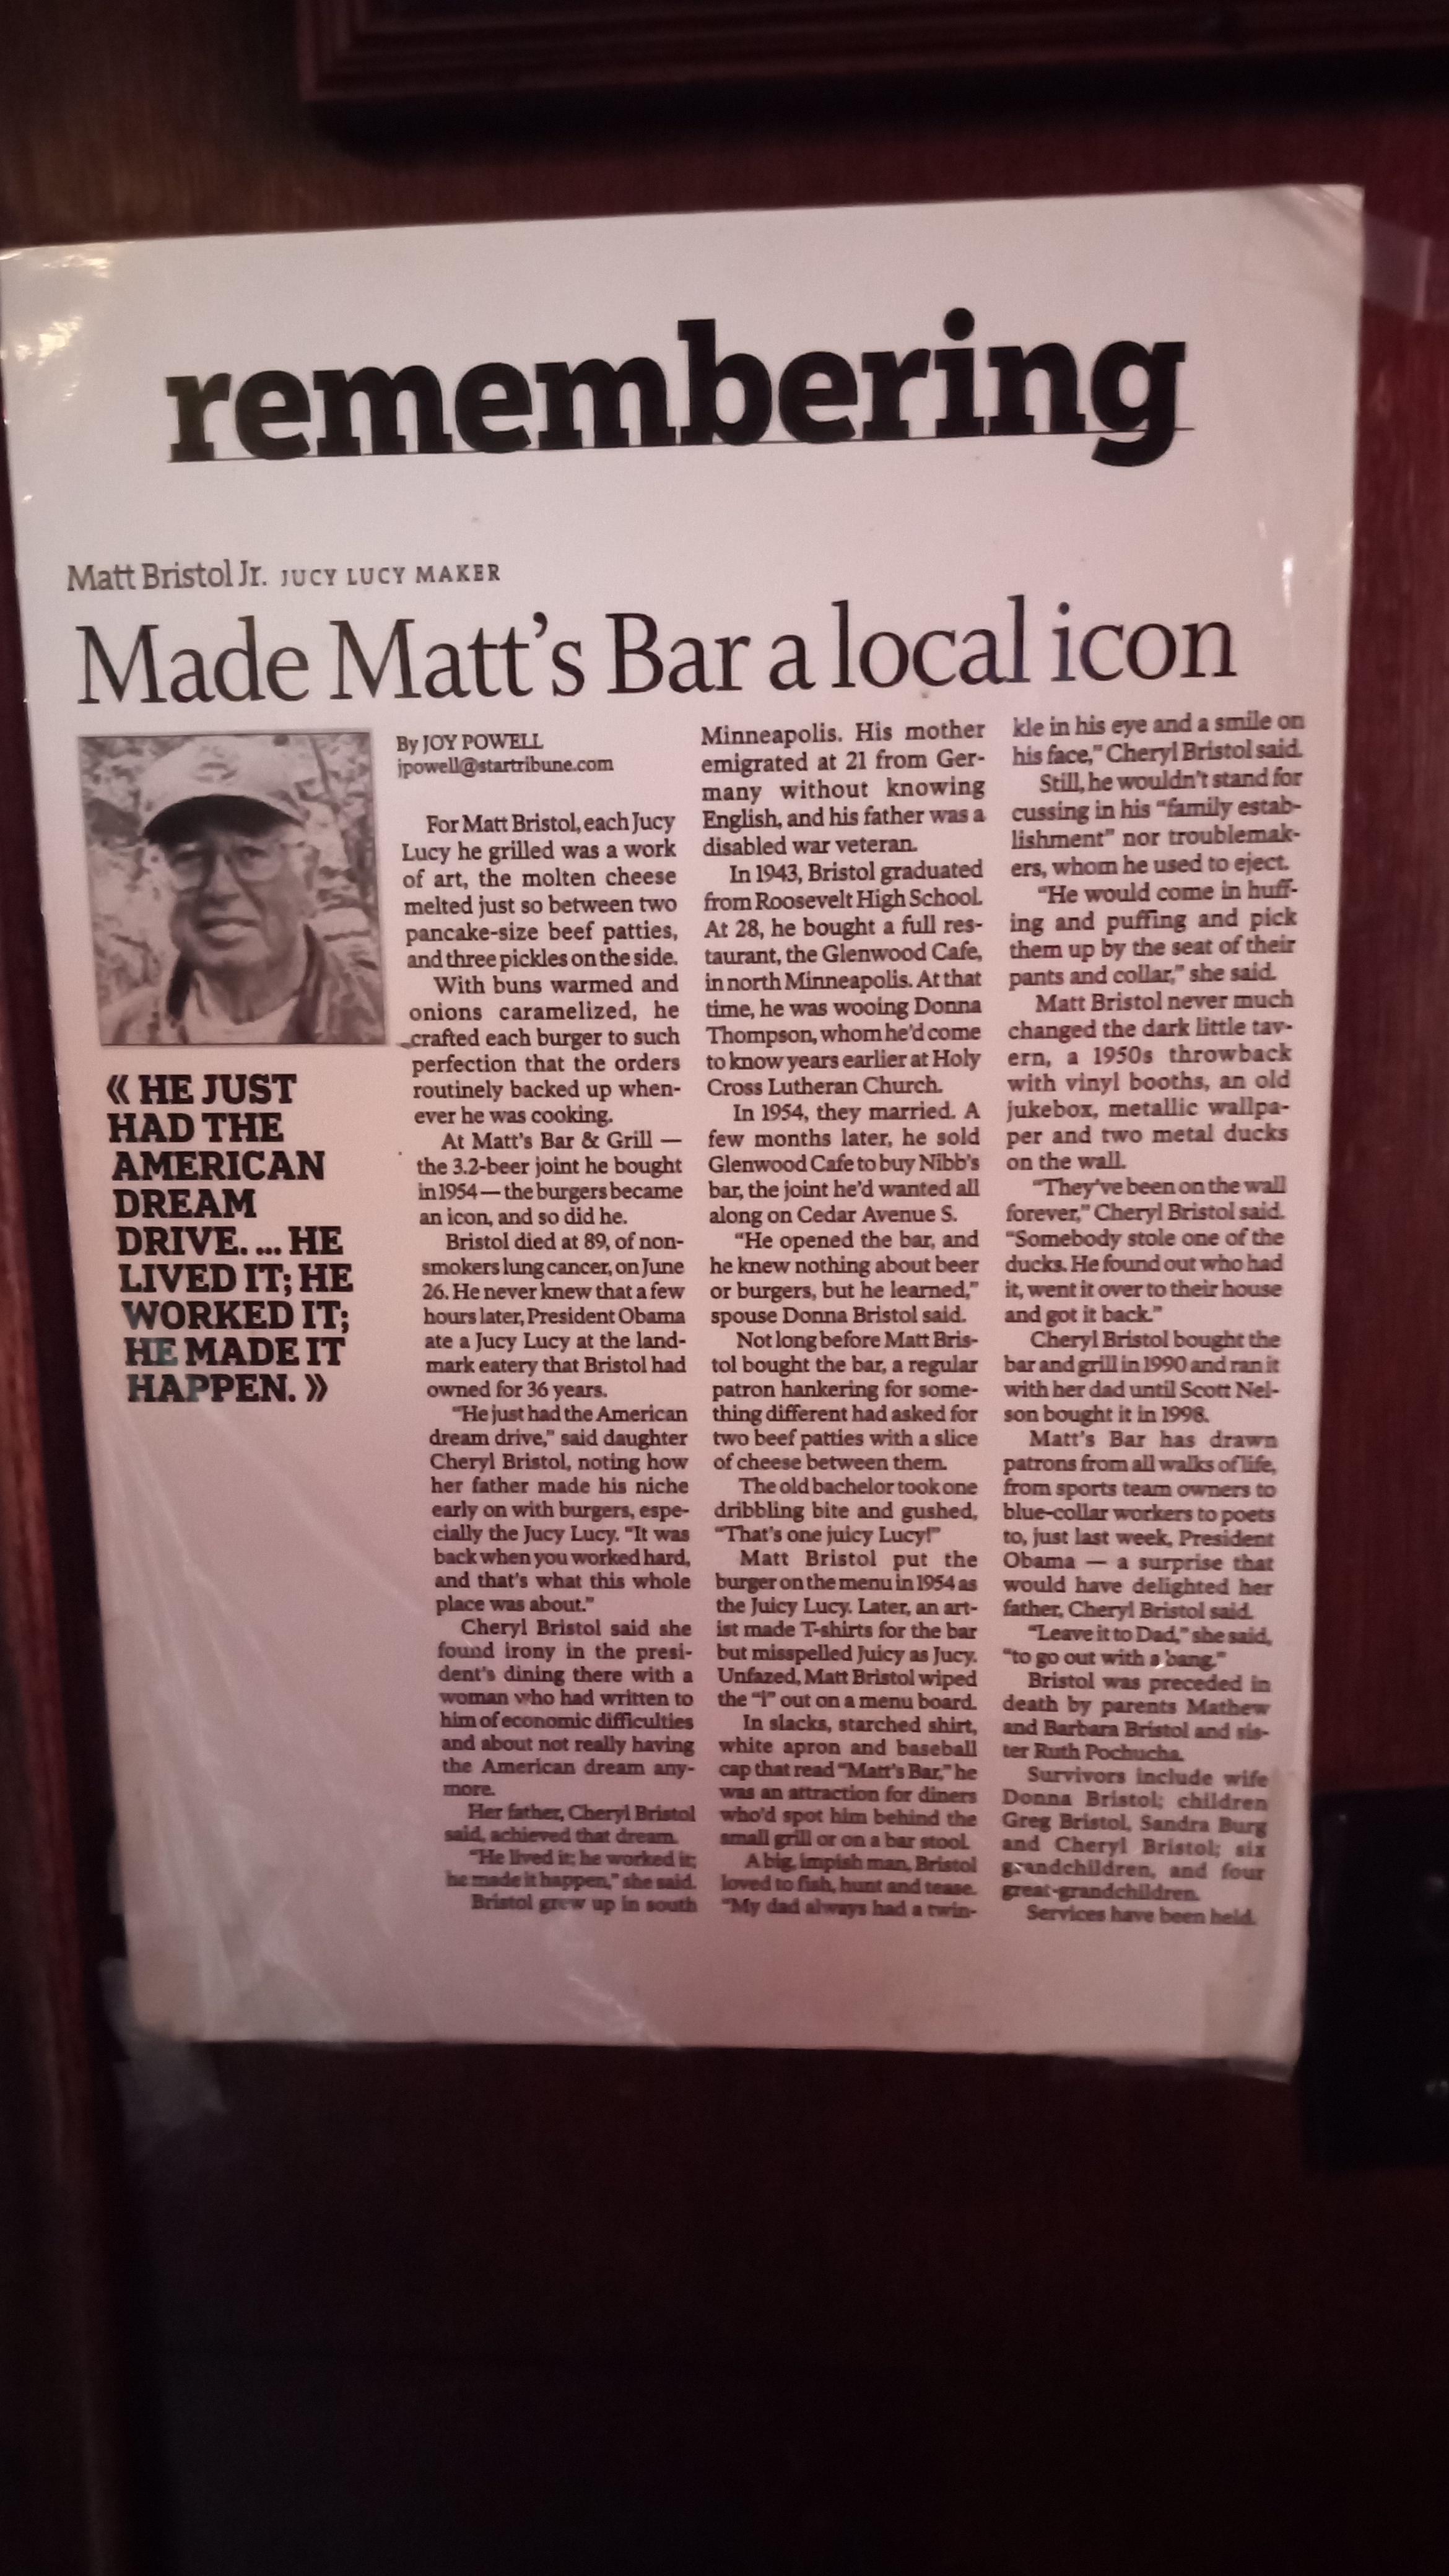 remembering
Matt Bristol Jr. JUCY LUCY MAKER
Made Matt's Bar a local icon
« HE JUST
HAD THE
AMERICAN
DREAM
DRIVE. ... HE
LIVED IT; HE
WORKED IT;
HE MADE IT
HAPPEN. »
By JOY POWELL
jpowell@startribune.com
For Matt Bristol, each Jucy
Lucy he grilled was a work
of art, the molten cheese
melted just so between two
pancake-size beef patties,
and three pickles on the side.
With buns warmed and
onions caramelized, he
crafted each burger to such
perfection that the orders
routinely backed up when-
ever he was cooking.
At Matt's Bar & Grill —
the 3.2-beer joint he bought
in 1954 — the burgers became
an icon, and so did he.
Bristol died at 89, of non-
smokers lung cancer, on June
26. He never knew that a few
hours later, President Obama
ate a Jucy Lucy at the land-
mark eatery that Bristol had
owned for 36 years.
"He just had the American
dream drive," said daughter
Cheryl Bristol, noting how
her father made his niche
early on with burgers, espe-
cially the Jucy Lucy. "It was
back when you worked hard,
and that's what this whole
place was about."
Cheryl Bristol said she
found irony in the presi-
dent's dining there with a
woman who had written to
him of economic difficulties
and about not really having
the American dream any-
more.
Her father, Cheryl Bristol
said, achieved that dream.
"He lived it; he worked it;
he made it happen," she said.
Bristol grew up in south
Minneapolis. His mother
emigrated at 21 from Ger-
many without knowing
English, and his father was a
disabled war veteran.
In 1943, Bristol graduated
from Roosevelt High School.
At 28, he bought a full res-
taurant, the Glenwood Cafe,
in north Minneapolis. At that
time, he was wooing Donna
Thompson, whom he'd come
to know years earlier at Holy
Cross Lutheran Church.
In 1954, they married. A
few months later, he sold
Glenwood Cafe to buy Nibb's
bar, the joint he'd wanted all
along on Cedar Avenue S.
"He opened the bar, and
he knew nothing about beer
or burgers, but he learned,"
spouse Donna Bristol said.
Not long before Matt Bris-
tol bought the bar, a regular
patron hankering for some-
thing different had asked for
two beef patties with a slice
of cheese between them.
The old bachelor took one
dribbling bite and gushed,
"That's one juicy Lucy!"
Matt Bristol put the
burger on the menu in 1954 as
the Juicy Lucy. Later, an art-
ist made T-shirts for the bar
but misspelled Juicy as Jucy.
Unfazed, Matt Bristol wiped
the "i" out on a menu board.
In slacks, starched shirt,
white apron and baseball
cap that read "Matt's Bar," he
was an attraction for diners
who'd spot him behind the
small grill or on a bar stool.
A big, impish man, Bristol
loved to fish, hunt and tease.
"My dad always had a twin-
kle in his eye and a smile on
his face," Cheryl Bristol said.
Still, he wouldn't stand for
cussing in his "family estab-
lishment" nor troublemak-
ers, whom he used to eject.
"He would come in huff-
ing and puffing and pick
them up by the seat of their
pants and collar," she said.
Matt Bristol never much
changed the dark little tav-
ern, a 1950s throwback
with vinyl booths, an old
jukebox, metallic wallpa-
per and two metal ducks
on the wall.
"They've been on the wall
forever," Cheryl Bristol said.
"Somebody stole one of the
ducks. He found out who had
it, went it over to their house
and got it back."
Cheryl Bristol bought the
bar and grill in 1990 and ran it
with her dad until Scott Nel-
son bought it in 1998.
Matt's Bar has drawn
patrons from all walks of life,
from sports team owners to
blue-collar workers to poets
to, just last week, President
Obama — a surprise that
would have delighted her
father, Cheryl Bristol said.
"Leave it to Dad," she said,
"to go out with a bang."
Bristol was preceded in
death by parents Mathew
and Barbara Bristol and sis-
ter Ruth Pochucha.
Survivors include wife
Donna Bristol; children
Greg Bristol, Sandra Burg
and Cheryl Bristol; six
grandchildren, and four
great-grandchildren.
Services have been held.